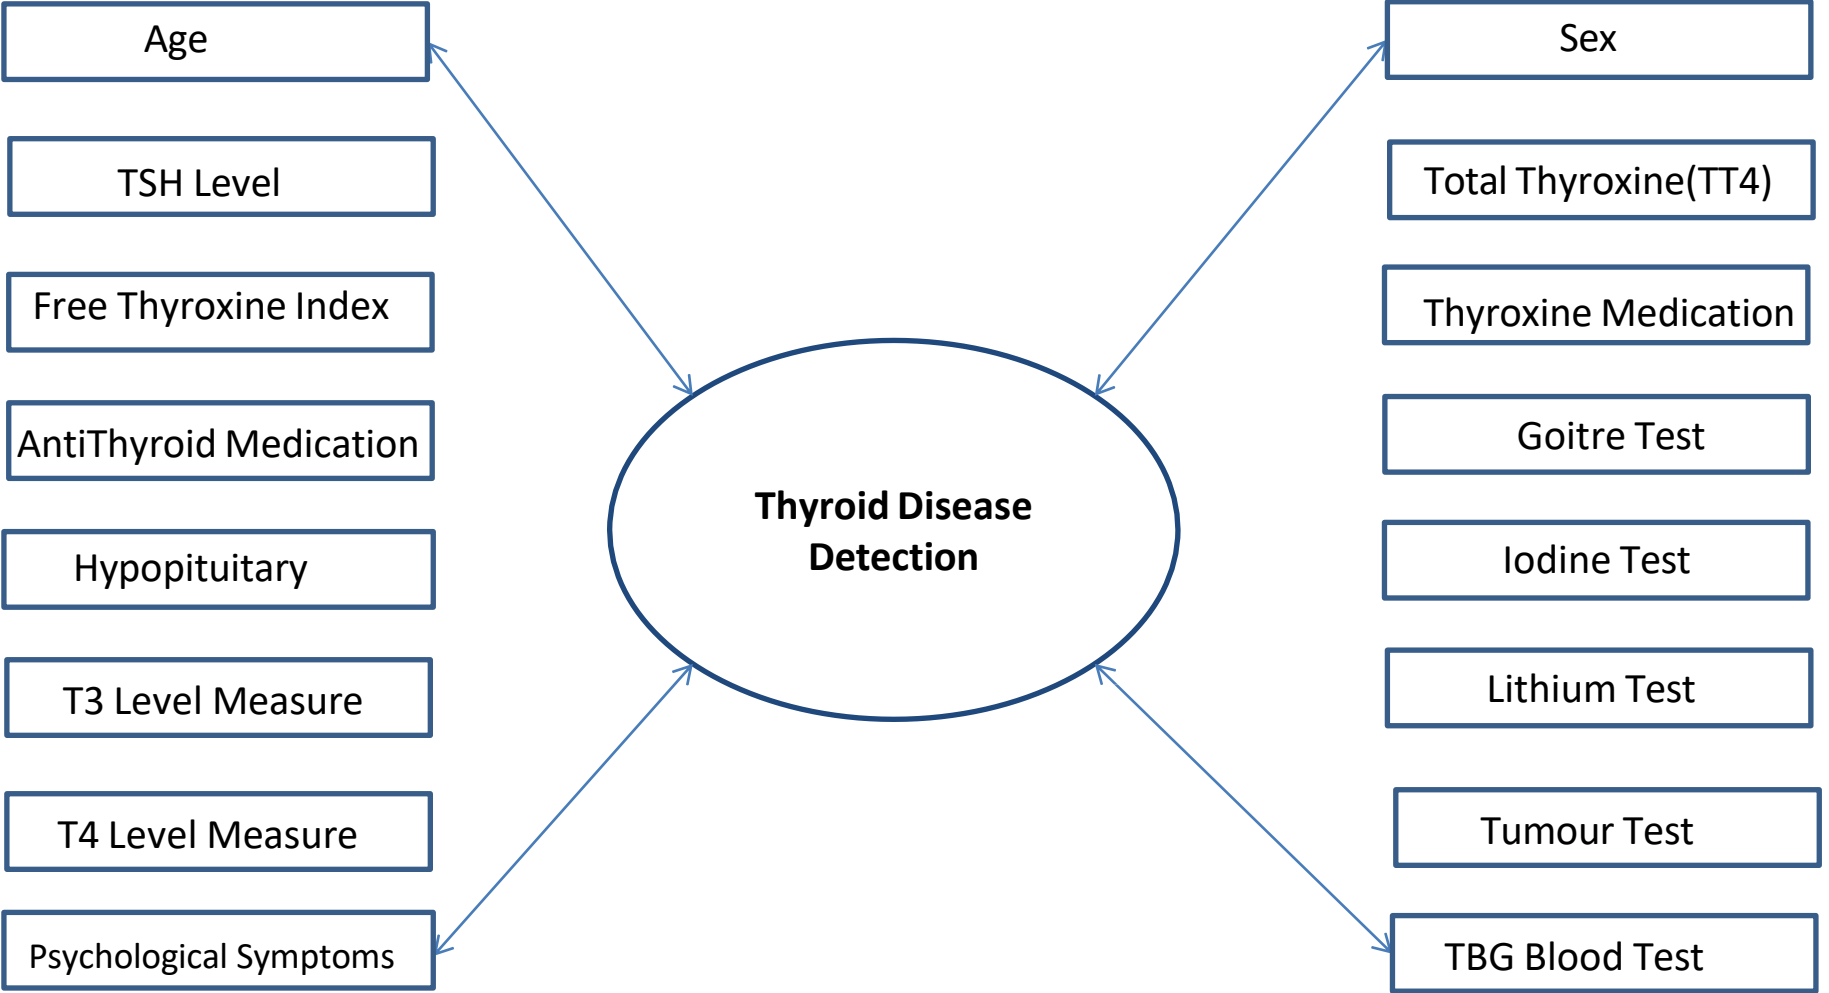 Age
TSH Level
Free Thyroxine Index
AntiThyroid Medication
Hypopituitary
T3 Level Measure
T4 Level Measure
Psychological Symptoms
Thyroid Disease
Detection
Sex
Total Thyroxine(TT4)
Thyroxine Medication
Goitre Test
Iodine Test
Lithium Test
Tumour Test
TBG Blood Test